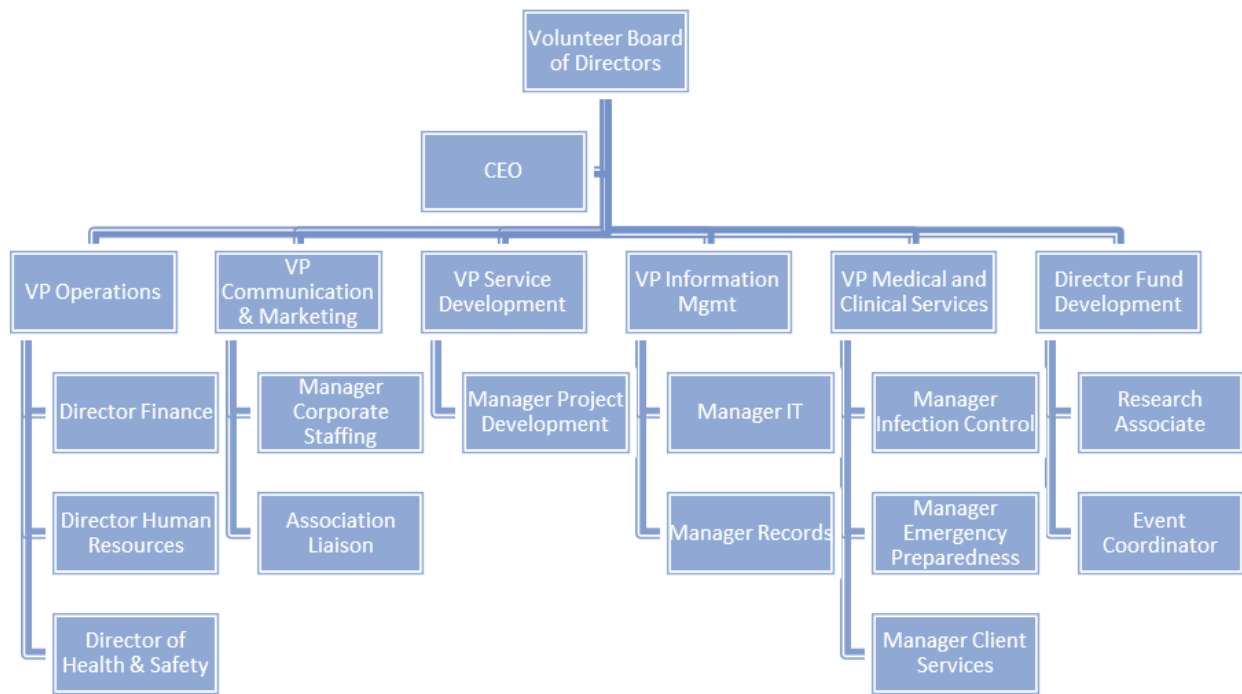 Volunteer Board
of Directors
CEO
VP Operations
VP
Communication
& Marketing
VP Service
Development
VP Information
Mgmt
VP Medical and
Clinical Services
Director Fund
Development
Director Finance
Manager
Corporate
Staffing
Manager Project
Development
Manager IT
Manager
Infection Control
Research
Associate
Director Human
Resources
Association
Liaison
Manager Records
Manager
Emergency
Preparedness
Event
Coordinator
Director of
Health & Safety
Manager Client
Services